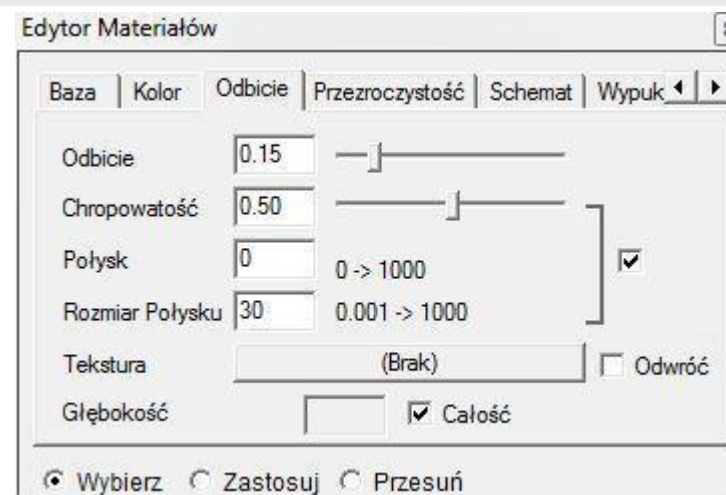 Edytor Materiałów
Baza Kolor Odbicie Przezroczystość Schemat Wypuk
Odbicie 0.15
Chropowatość 0.50
Połysk 0 0 -> 1000
Rozmiar Połysku 30 0.001 -> 1000
Tekstura (Brak) Odwróć
Głębokość Całość
Wybierz Zastosuj Przesuń